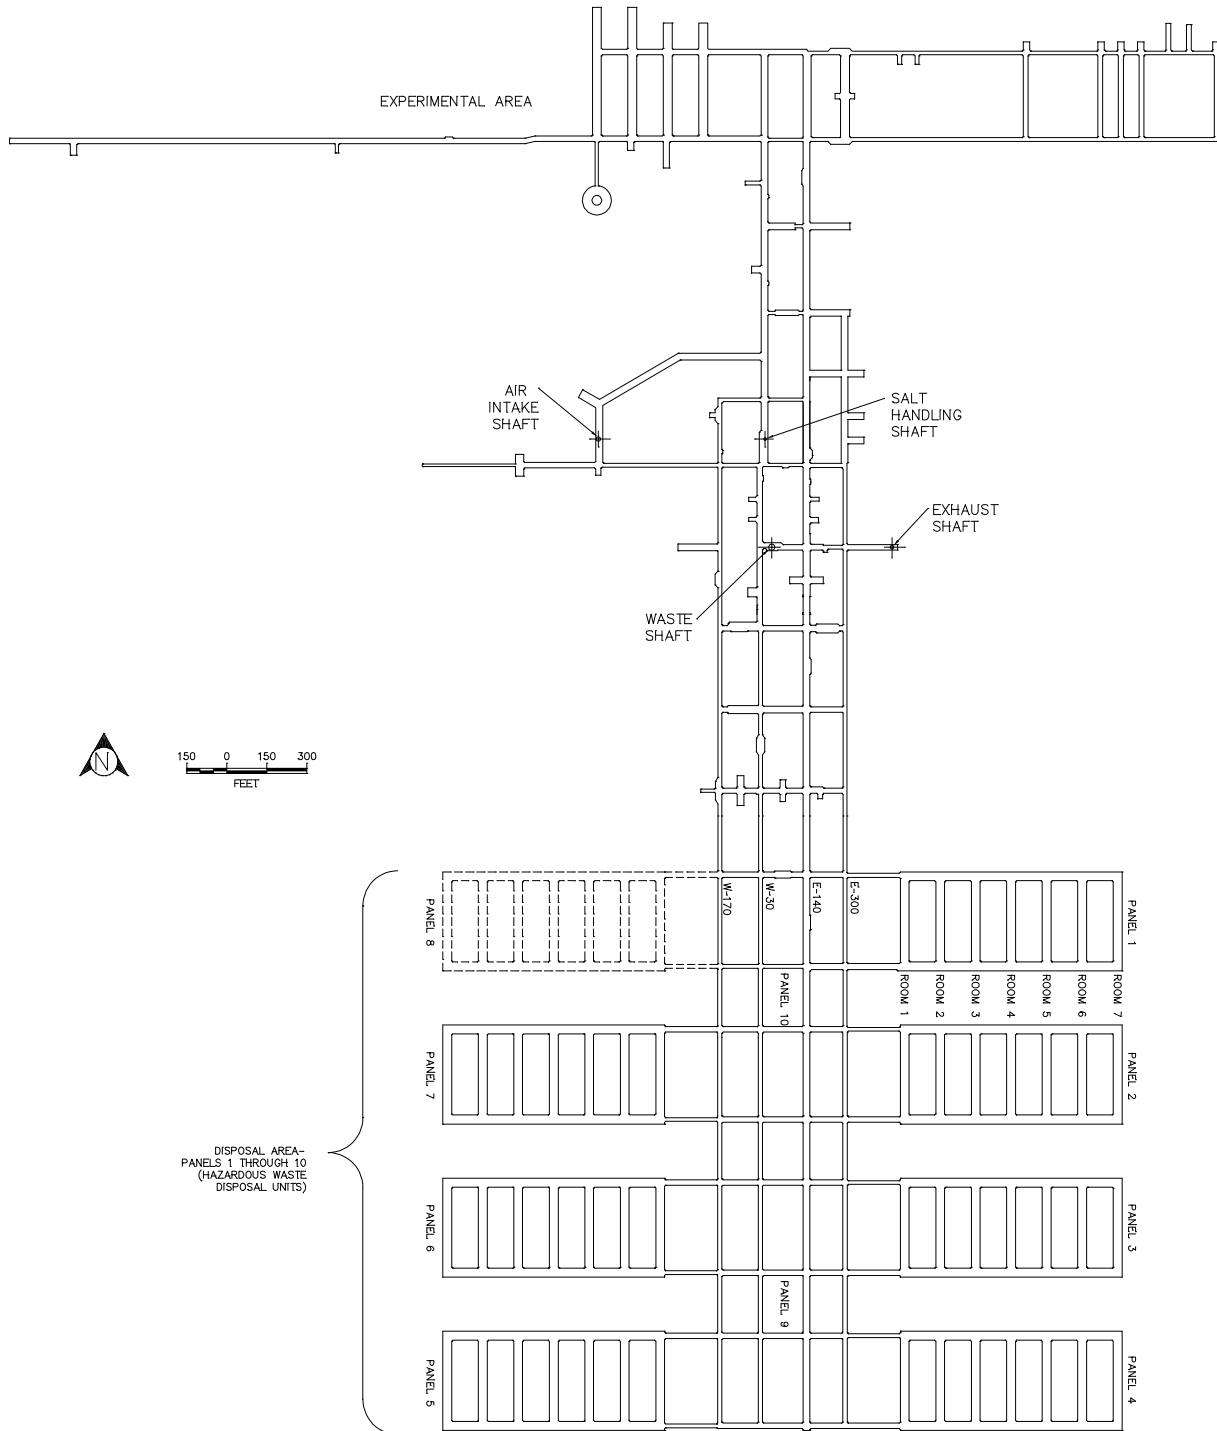 EXPERIMENTAL AREA
AIR
INTAKE
SHAFT
SALT
HANDLING
SHAFT
EXHAUST
SHAFT
WASTE
SHAFT
N
150 0 150 300
FEET
PANEL 8
W-170
W-30
E-140
E-300
PANEL 1
PANEL 10
ROOM 1
ROOM 2
ROOM 3
ROOM 4
ROOM 5
ROOM 6
ROOM 7
PANEL 7
PANEL 2
DISPOSAL AREA-
PANELS 1 THROUGH 10
(HAZARDOUS WASTE
DISPOSAL UNITS)
PANEL 6
PANEL 3
PANEL 9
PANEL 5
PANEL 4